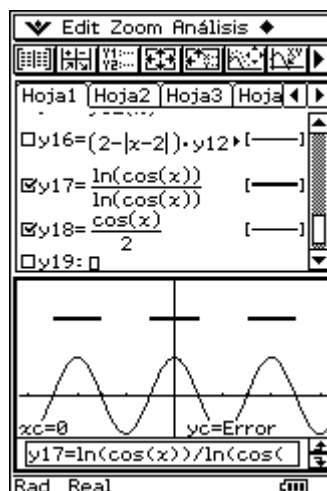 Edit Zoom Análisis
Hoja1 Hoja2 Hoja3 Hoja
y16=(2-|x-2|)·y12
y17=ln(cos(x))/ln(cos(x))
y18=cos(x)/2
y19:
xc=0 yc=Error
y17=ln(cos(x))/ln(cos(
Rad Real